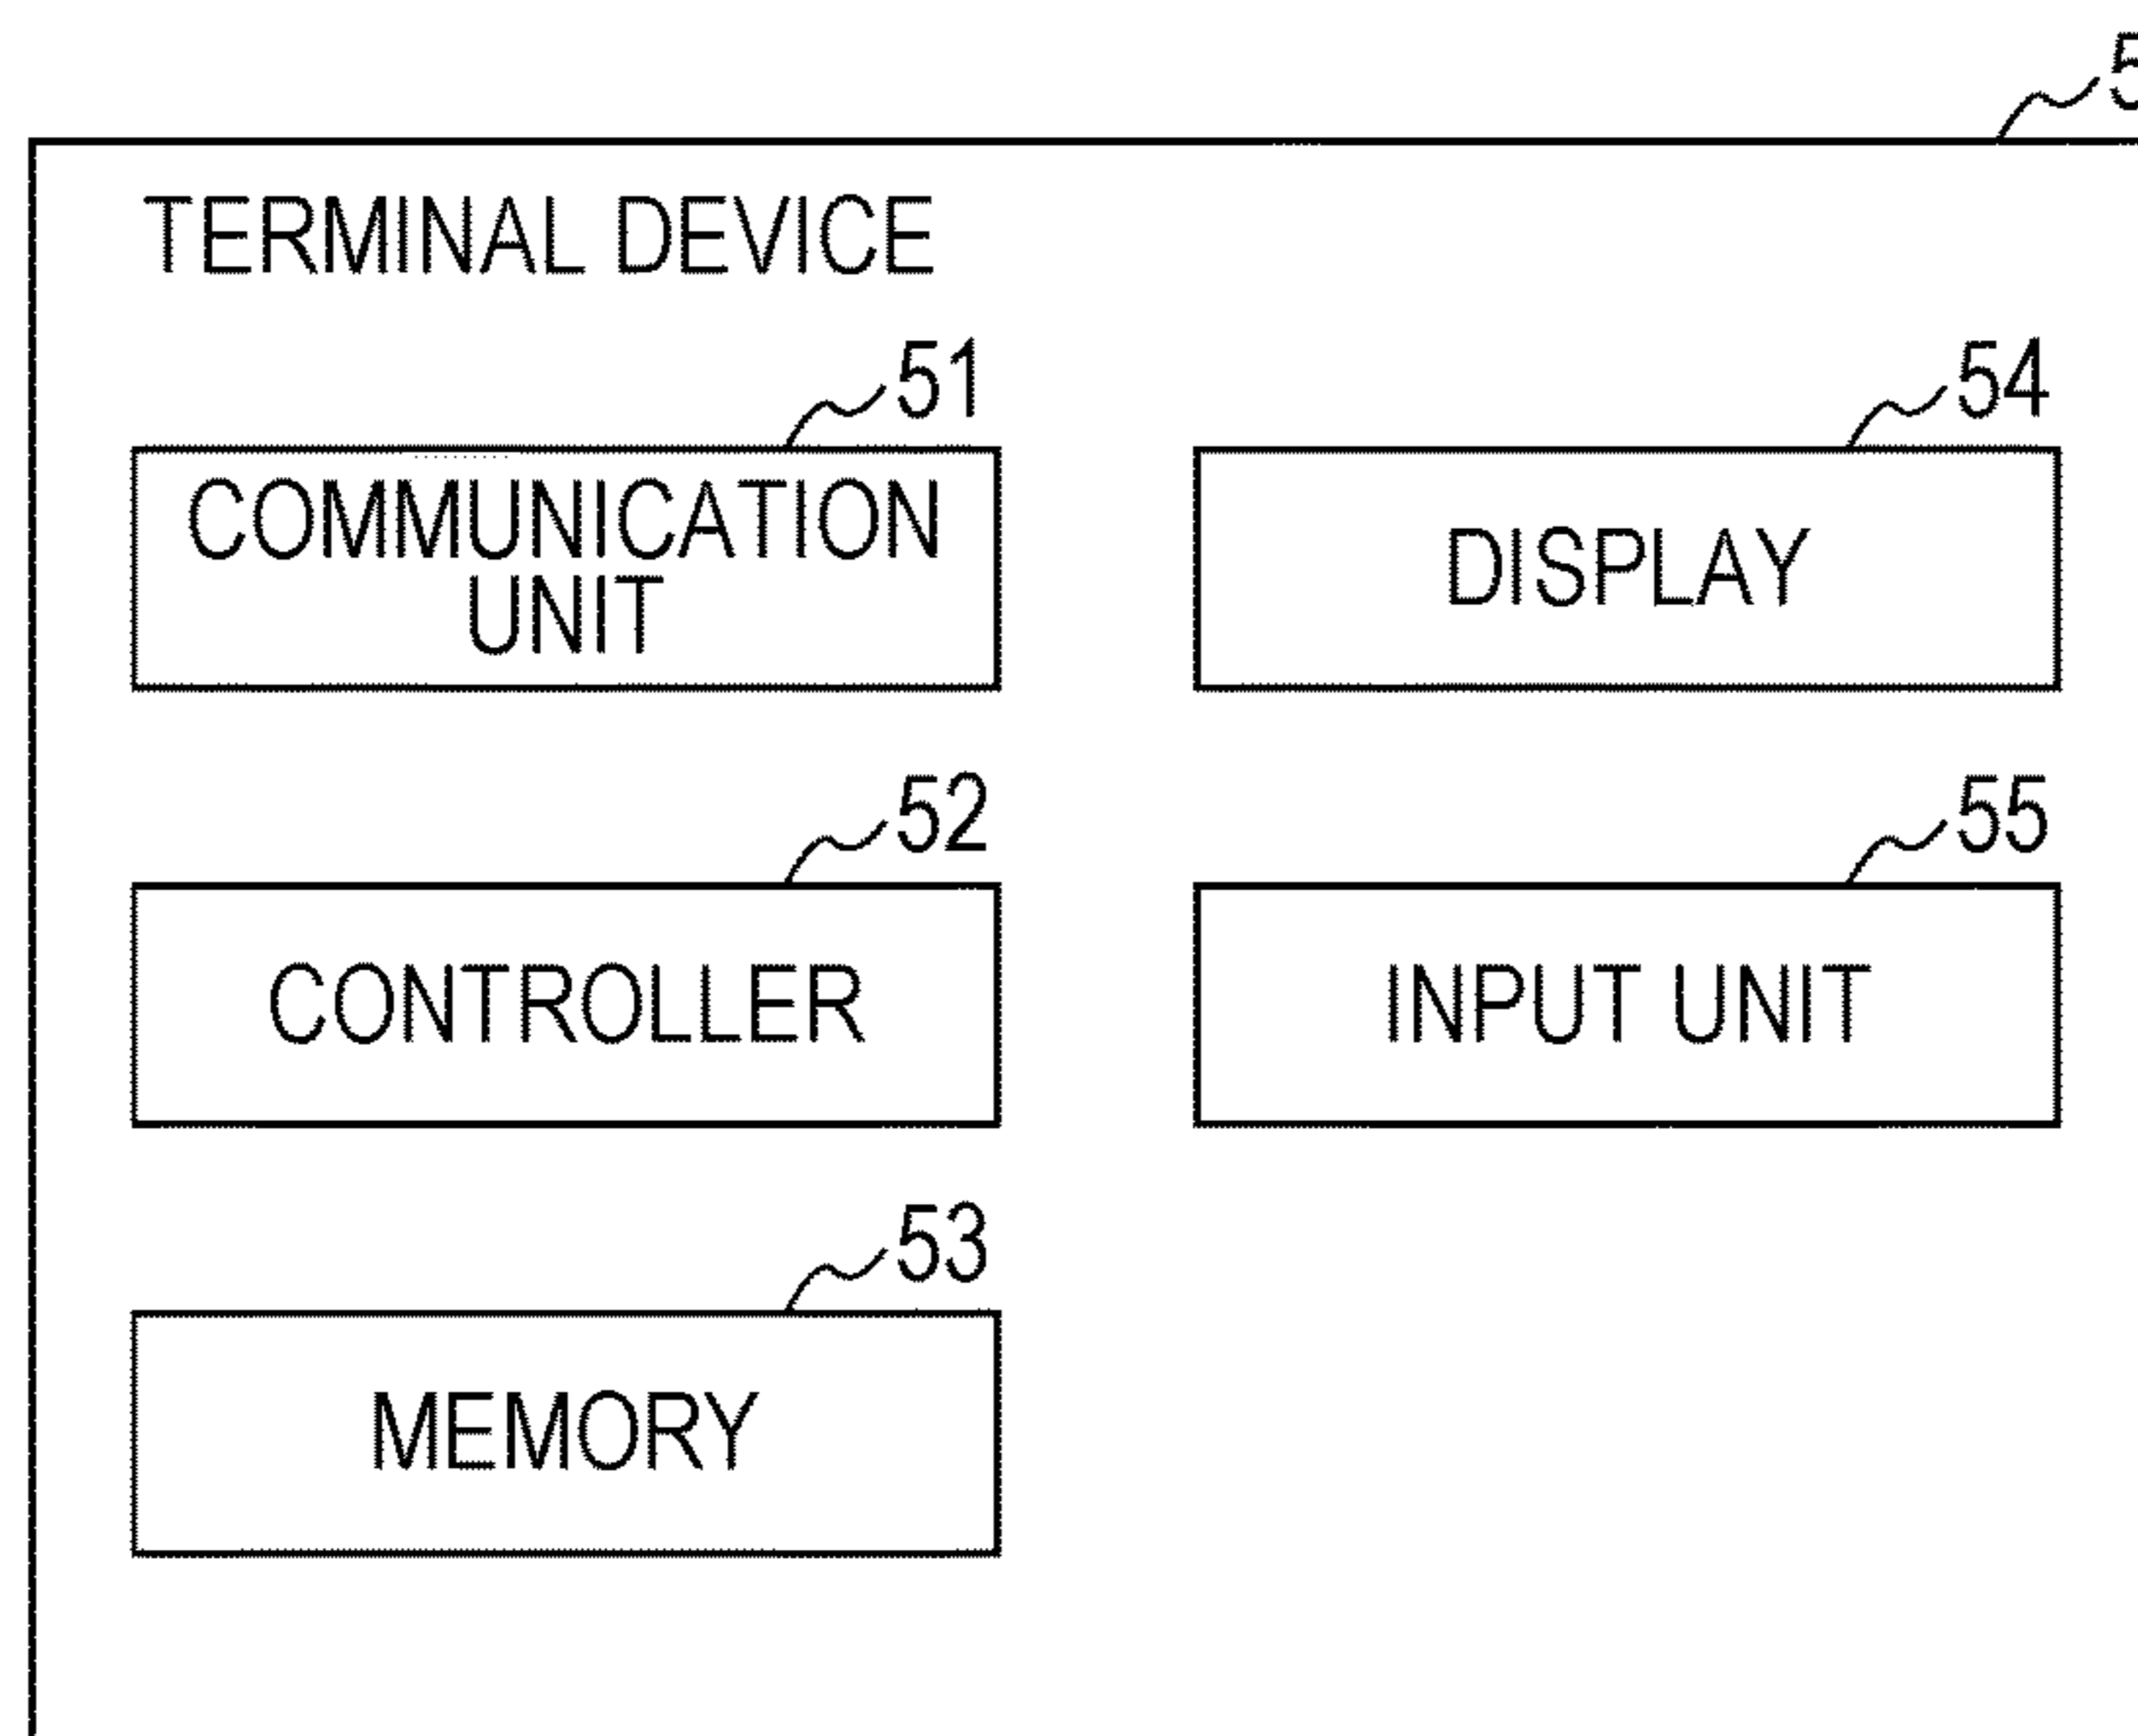 TERMINAL DEVICE
51
COMMUNICATION
UNIT
54
DISPLAY
52
CONTROLLER
55
INPUT UNIT
53
MEMORY